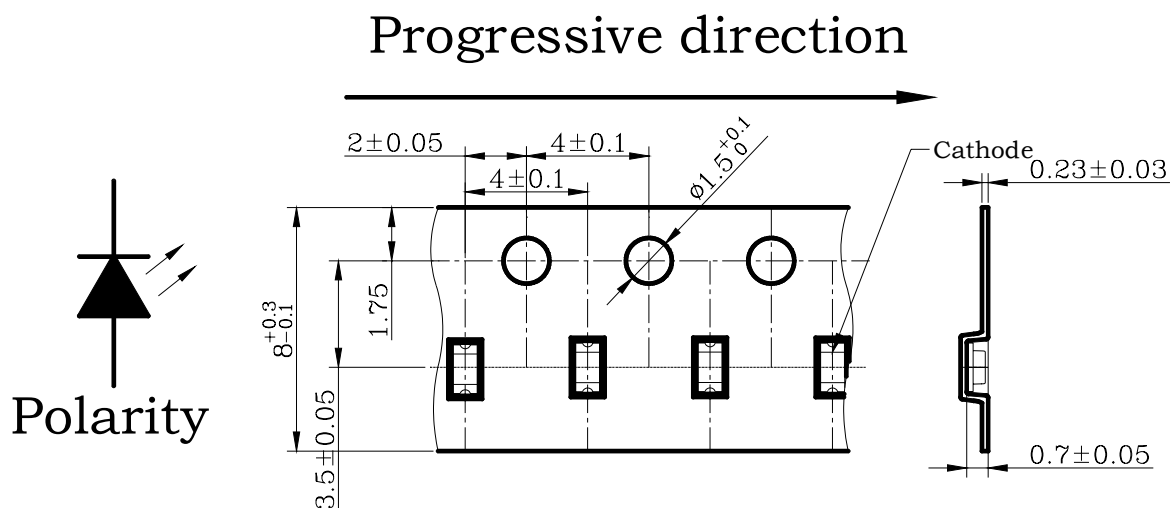 Progressive direction
2±0.05
4±0.1
4±0.1
ø1.5 +0.1 0
Cathode
0.23±0.03
8 +0.3 -0.1
1.75
3.5±0.05
Polarity
0.7±0.05